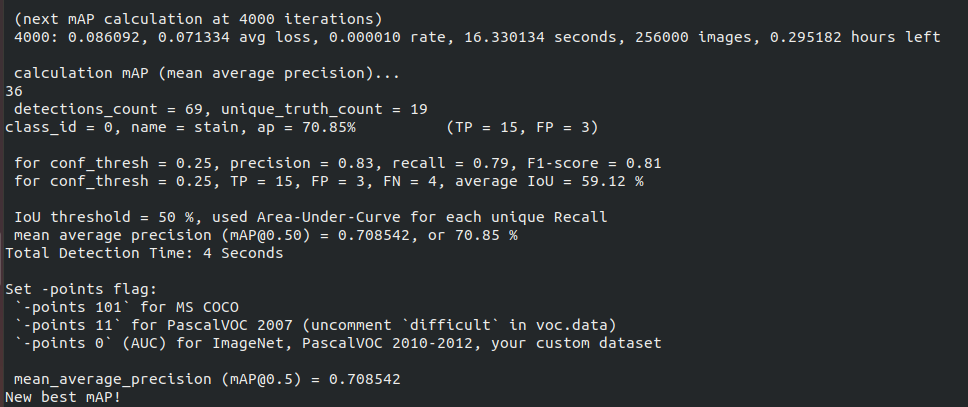 (next mAP calculation at 4000 iterations)
4000: 0.086092, 0.071334 avg loss, 0.000010 rate, 16.330134 seconds, 256000 images, 0.295182 hours left
calculation mAP (mean average precision)...
36
detections_count = 69, unique_truth_count = 19
class_id = 0, name = stain, ap = 70.85% (TP = 15, FP = 3)
for conf_thresh = 0.25, precision = 0.83, recall = 0.79, F1-score = 0.81
for conf_thresh = 0.25, TP = 15, FP = 3, FN = 4, average IoU = 59.12 %
IoU threshold = 50 %, used Area-Under-Curve for each unique Recall
mean average precision (mAP@0.50) = 0.708542, or 70.85 %
Total Detection Time: 4 Seconds
Set -points flag:
`-points 101` for MS COCO
`-points 11` for PascalVOC 2007 (uncomment `difficult` in voc.data)
`-points 0` (AUC) for ImageNet, PascalVOC 2010-2012, your custom dataset
mean_average_precision (mAP@0.5) = 0.708542
New best mAP!